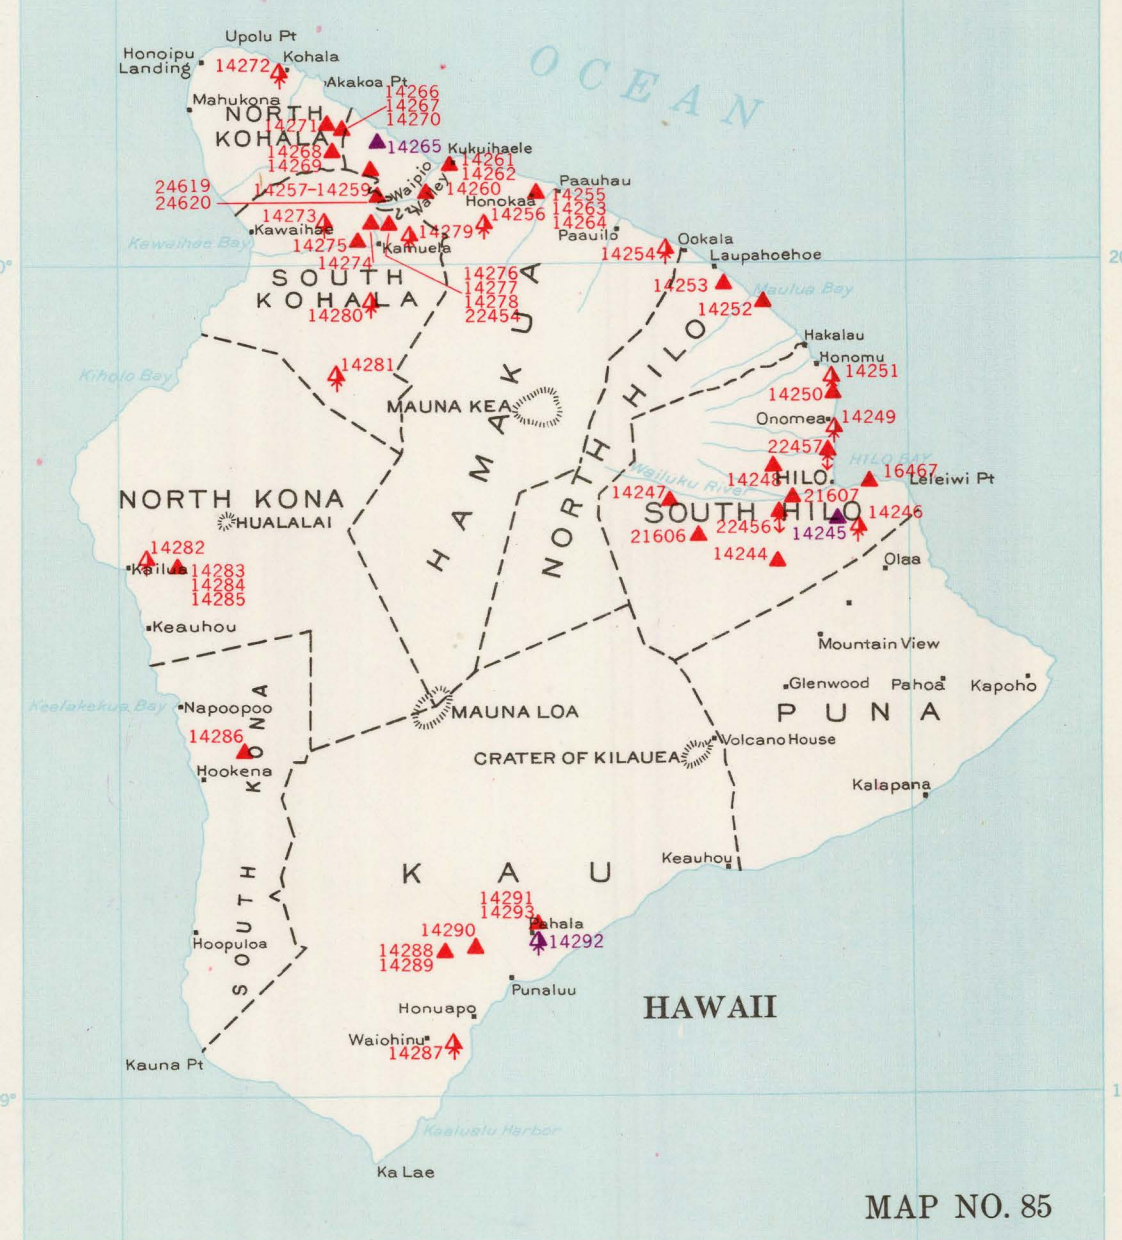 OCEAN
Upolu Pt
Honoipu
Landing
14272
Kohala
Akakoa Pt
Mahukona
NORTH
KOHALA
14266
14267
14270
14271
14265
14268
14269
Kukuihaele
14261
14262
24619
24620
14257-14259
Waipio
Valley
14260
Honokaa
Paauhau
14255
14263
14264
14273
Kawaihae
14256
Paauilo
Kawaihae Bay
14275
14274
Kamuela
14279
14254
Ookala
Laupahoehoe
20
0°
SOUTH
KOHALA
14276
14277
14278
22454
14253
Maulua Bay
14252
14280
Hakalau
Honomu
Kiholo Bay
14281
14251
14250
MAUNA KEA
HAMAKUA
NORTH HILO
Onomea
14249
22457
HILO BAY
14248
HILO
16467
Leleiwi Pt
Wailuku River
NORTH KONA
HUALALAI
14247
21607
SOUTH HILO
14246
22456
14245
21606
14244
14282
Kailua
14283
14284
14285
Olaa
Keauhou
Mountain View
Glenwood
Pahoa
Kapoho
PUNA
Keelakekua Bay
Napoopoo
MAUNA LOA
14286
Hookena
CRATER OF KILAUEA
Volcano House
Kalapana
SOUTH KONA
Keauhou
KAU
14291
14293
Pahala
14290
14292
14288
14289
Hoopuloa
Punaluu
Honuapo
HAWAII
Waiohinu
14287
Kauna Pt
9°
1
Kaalualu Harbor
Ka Lae
MAP NO. 85